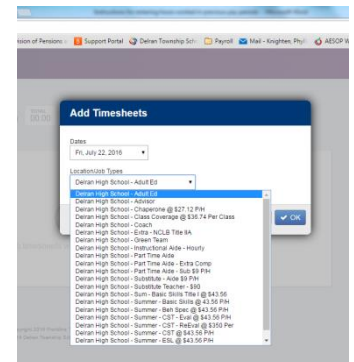 Support Portal Delran Township Sch Payroll Mail - Knighten, Phyl AESOP W
TOTAL
00.00
Add Timesheets
Dates
Fri, July 22, 2016
Location/Job Types
Delran High School - Adult Ed
Delran High School - Adult Ed
Delran High School - Advisor
Delran High School - Chaperone @ $27.12 P/H
Delran High School - Class Coverage @ $36.74 Per Class
Delran High School - Coach
Delran High School - Extra - NCLB Title IIA
Delran High School - Green Team
Delran High School - Instructional Aide - Hourly
Delran High School - Part Time Aide
Delran High School - Part Time Aide - Extra Comp
Delran High School - Part Time Aide - Sub $9 P/H
Delran High School - Substitute - Aide $9 P/H
Delran High School - Substitute Teacher - $90
Delran High School - Sum - Basic Skills Title I @ $43.56
Delran High School - Summer - Basic Skills @ 43.56 P/H
Delran High School - Summer - Beh Spec @ $43.56 P/H
Delran High School - Summer - CST - Eval @ $43.56 P/H
Delran High School - Summer - CST - ReEval @ $350 Per
Delran High School - Summer - CST @ $43.56 P/H
Delran High School - Summer - ESL @ $43.56 P/H
OK